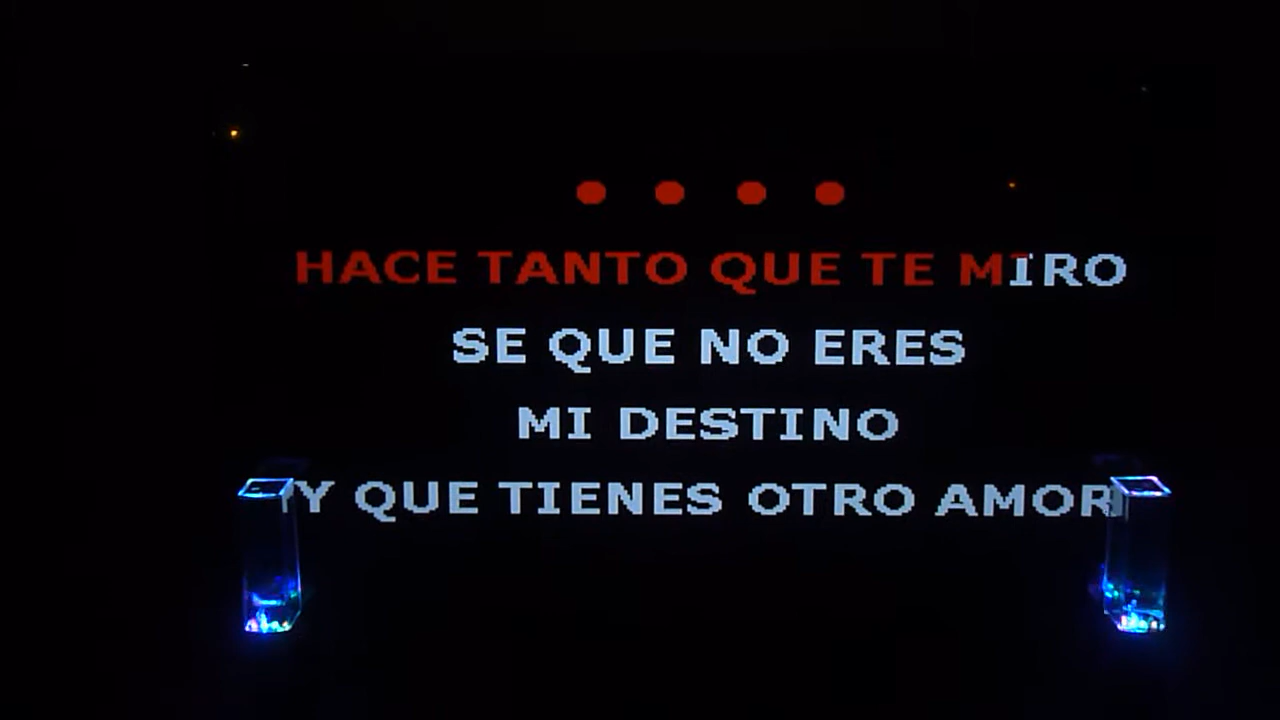 HACE TANTO QUE TE MIRO
SE QUE NO ERES
MI DESTINO
Y QUE TIENES OTRO AMOR